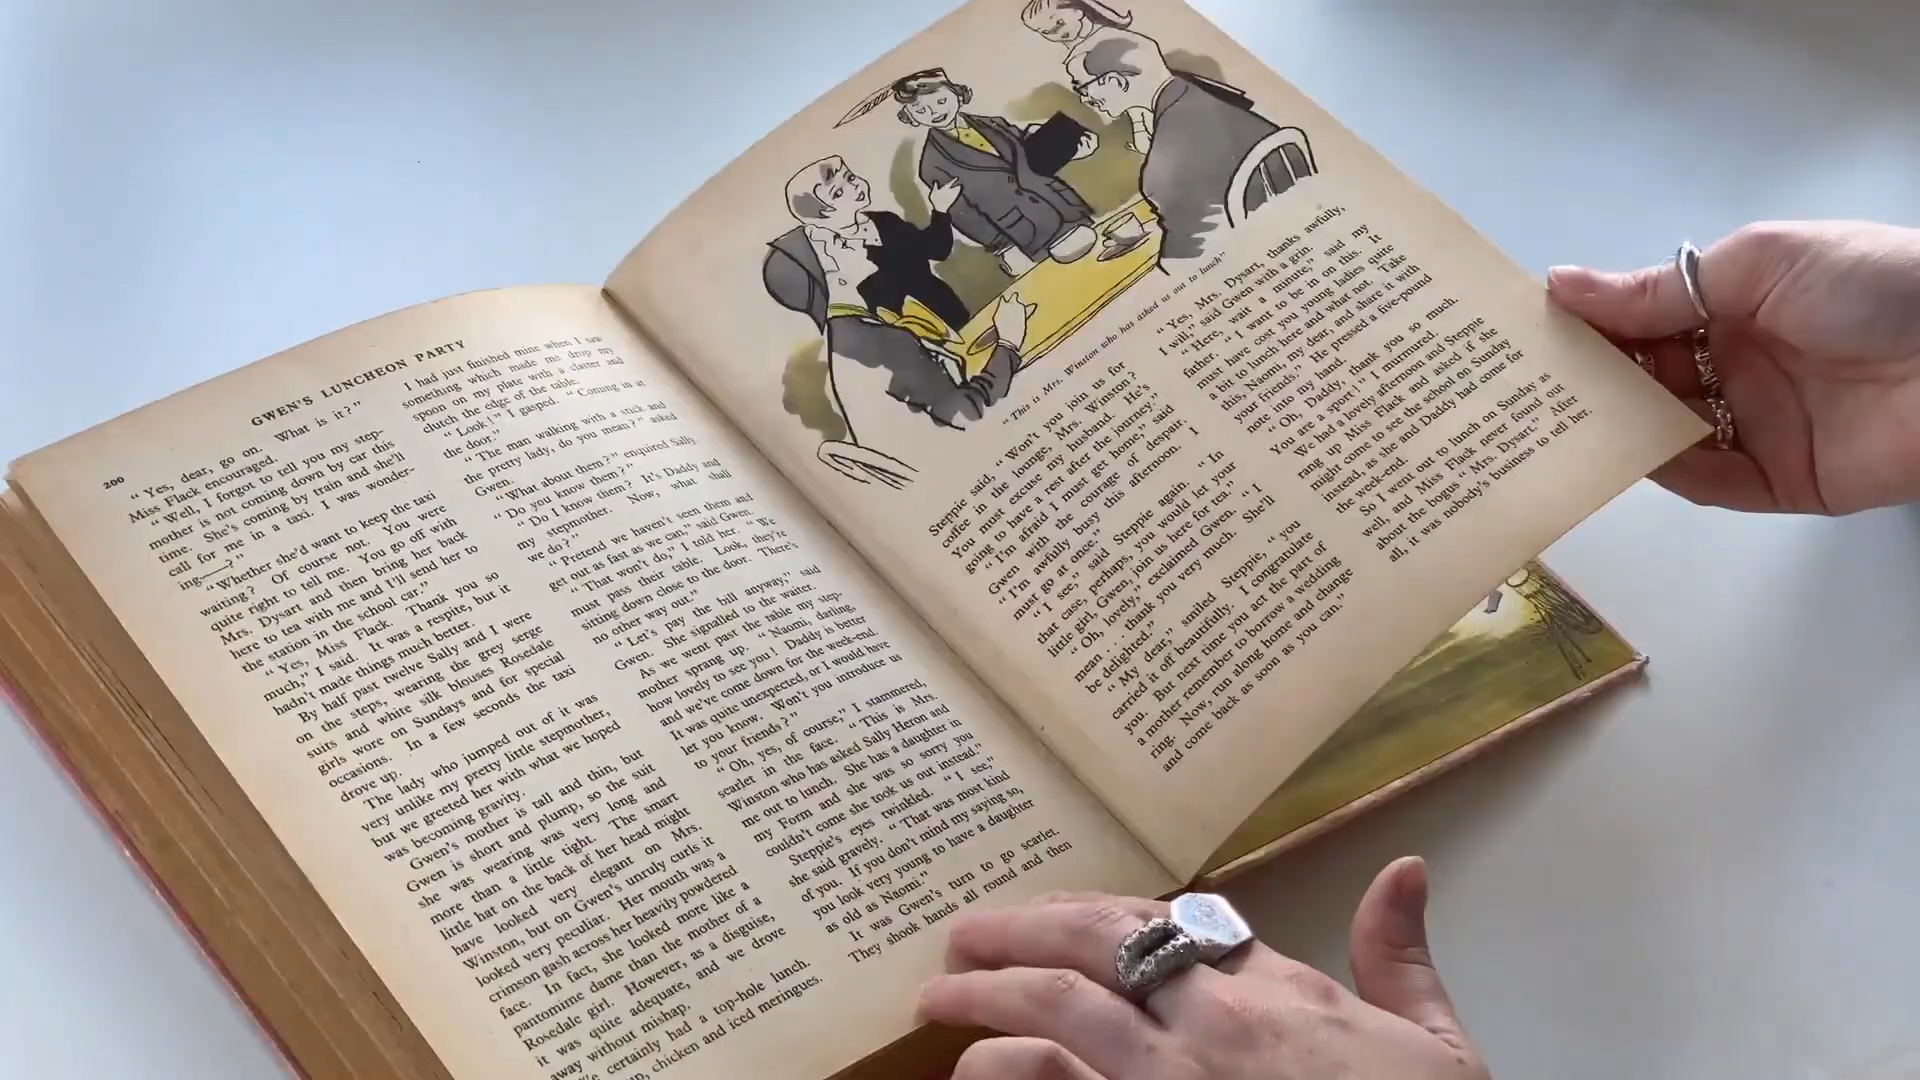 200
GWEN'S LUNCHEON PARTY
"Yes, dear, go on. What is it?"
Miss Flack encouraged.
"Well, I forgot to tell you my step-
mother is not coming down by car this
time. She's coming by train and she'll
call for me in a taxi. I was wonder-
ing——?"
"Whether she'd want to keep the taxi
waiting? Of course not. You were
quite right to tell me. You go off with
Mrs. Dysart and then bring her back
here to tea with me and I'll send her to
the station in the school car."
"Yes, Miss Flack. Thank you so
much," I said. It was a respite, but it
hadn't made things much better.
By half past twelve Sally and I were
on the steps, wearing the grey serge
suits and white silk blouses Rosedale
girls wore on Sundays and for special
occasions. In a few seconds the taxi
drove up.
The lady who jumped out of it was
very unlike my pretty little stepmother,
but we greeted her with what we hoped
was becoming gravity.
Gwen's mother is tall and thin, but
Gwen is short and plump, so the suit
she was wearing was very long and
more than a little tight. The smart
little hat on the back of her head might
have looked very elegant on Mrs.
Winston, but on Gwen's unruly curls it
looked very peculiar. Her mouth was a
crimson gash across her heavily powdered
face. In fact, she looked more like a
pantomime dame than the mother of a
Rosedale girl. However, as a disguise,
it was quite adequate, and we drove
away without mishap.
certainly had a top-hole lunch.
chicken and iced meringues.
I had just finished mine when I saw
something which made me drop my
spoon on my plate with a clatter and
clutch the edge of the table.
"Look!" I gasped. "Coming in at
the door."
"The man walking with a stick and
the pretty lady, do you mean?" asked
Gwen.
"What about them?" enquired Sally.
"Do you know them?"
"Do I know them? It's Daddy and
my stepmother. Now, what shall
we do?"
"Pretend we haven't seen them and
get out as fast as we can," said Gwen.
"That won't do," I told her. "We
must pass their table. Look, they're
sitting down close to the door. There's
no other way out."
"Let's pay the bill anyway," said
Gwen. She signalled to the waiter.
As we went past the table my step-
mother sprang up. "Naomi, darling,
how lovely to see you! Daddy is better
and we've come down for the week-end.
It was quite unexpected, or I would have
let you know. Won't you introduce us
to your friends?"
"Oh, yes, of course," I stammered,
scarlet in the face. "This is Mrs.
Winston who has asked Sally Heron and
me out to lunch. She has a daughter in
my Form and she was so sorry you
couldn't come she took us out instead."
Steppie's eyes twinkled. "I see,"
she said gravely. "That was most kind
of you. If you don't mind my saying so,
you look very young to have a daughter
as old as Naomi."
It was Gwen's turn to go scarlet.
They shook hands all round and then
"This is Mrs. Winston who has asked us out to lunch"
Steppie said, "Won't you join us for
coffee in the lounge, Mrs. Winston?
You must excuse my husband. He's
going to have a rest after the journey."
"I'm afraid I must get home," said
Gwen with the courage of despair.
"I'm awfully busy this afternoon. I
must go at once."
"I see," said Steppie again. "In
that case, perhaps, you would let your
little girl, Gwen, join us here for tea."
"Oh, lovely," exclaimed Gwen. "I
mean . . . thank you very much. She'll
be delighted."
"My dear," smiled Steppie, "you
carried it off beautifully. I congratulate
you. But next time you act the part of
a mother remember to borrow a wedding
ring. Now, run along home and change
and come back as soon as you can."
"Yes, Mrs. Dysart, thanks awfully,
I will," said Gwen with a grin.
"Here, wait a minute," said my
father. "I want to be in on this. It
must have cost you young ladies quite
a bit to lunch here and what not. Take
this, Naomi, my dear, and share it with
your friends." He pressed a five-pound
note into my hand.
"Oh, Daddy, thank you so much.
You are a sport!" I murmured.
We had a lovely afternoon and Steppie
rang up Miss Flack and asked if she
might come to see the school on Sunday
instead, as she and Daddy had come for
the week-end.
So I went out to lunch on Sunday as
well, and Miss Flack never found out
about the bogus "Mrs. Dysart." After
all, it was nobody's business to tell her.